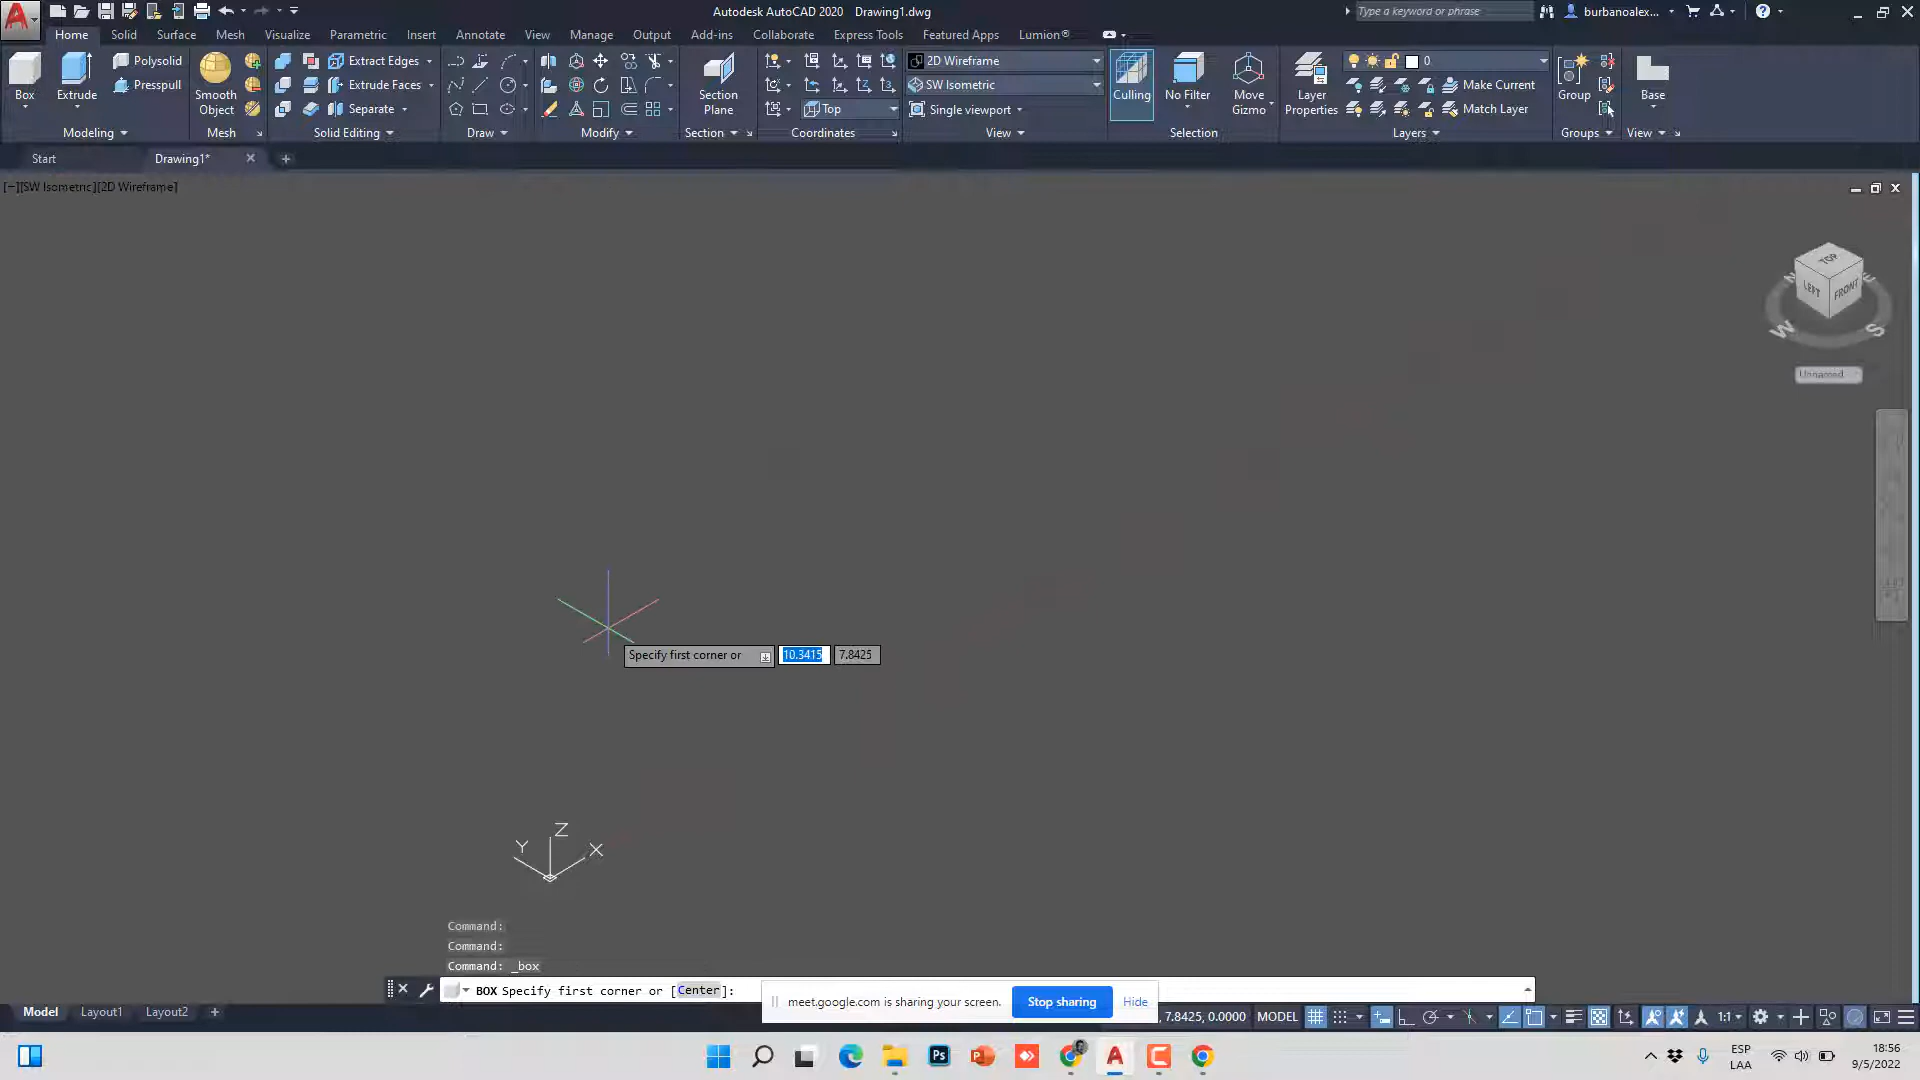 Autodesk AutoCAD 2020 Drawing1.dwg
Type a keyword or phrase
burbanoalex...
Home Solid Surface Mesh Visualize Parametric Insert Annotate View Manage Output Add-ins Collaborate Express Tools Featured Apps Lumion®
Box
Extrude
Polysolid
Presspull
Modeling
Smooth
Object
Mesh
Extract Edges
Extrude Faces
Separate
Solid Editing
Draw
Modify
Section
Plane
Section
Top
Coordinates
2D Wireframe
SW Isometric
Single viewport
View
Culling
No Filter
Move
Gizmo
Selection
Layer
Properties
0
Make Current
Match Layer
Layers
Group
Groups
Base
View
Start
Drawing1*
[−][SW Isometric][2D Wireframe]
TOP
LEFT
FRONT
N
E
W
S
Unnamed
Specify first corner or 10.3415 7.8425
Z
Y
X
Command:
Command:
Command: _box
BOX Specify first corner or [Center]:
meet.google.com is sharing your screen.
Stop sharing
Hide
Model
Layout1
Layout2
7.8425, 0.0000
MODEL
1:1
ESP
LAA
18:56
9/5/2022